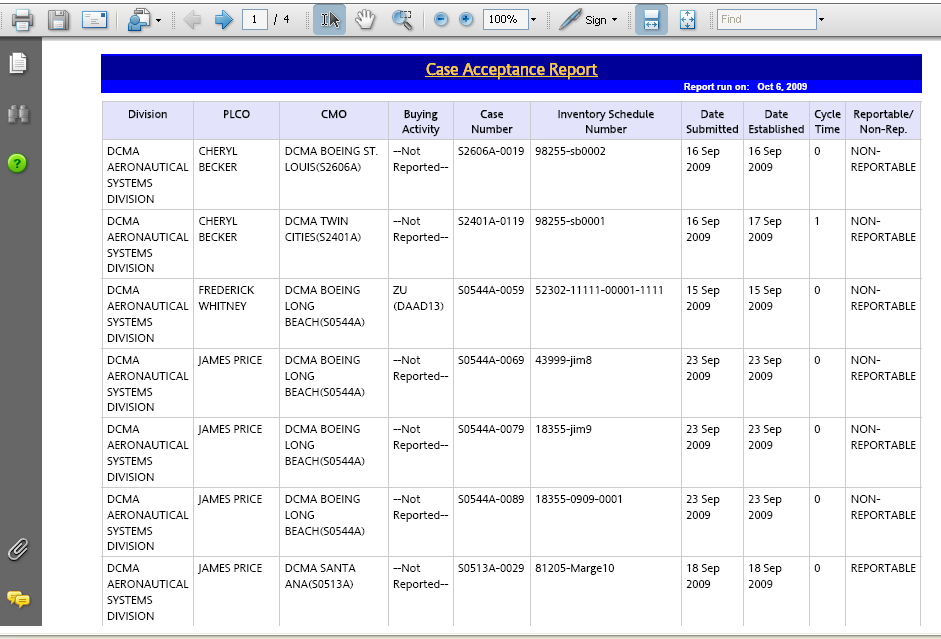 1 / 4 100% Sign Find
Case Acceptance Report
Report run on: Oct 6, 2009
Division PLCO CMO Buying Activity Case Number Inventory Schedule Number Date Submitted Date Established Cycle Time Reportable/ Non-Rep.
DCMA CHERYL DCMA BOEING ST. --Not S2606A-0019 98255-sb0002 16 Sep 16 Sep 0 NON-
AERONAUTICAL BECKER LOUIS(S2606A) Reported-- 2009 2009 REPORTABLE
SYSTEMS
DIVISION
DCMA CHERYL DCMA TWIN --Not S2401A-0119 98255-sb0001 16 Sep 17 Sep 1 NON-
AERONAUTICAL BECKER CITIES(S2401A) Reported-- 2009 2009 REPORTABLE
SYSTEMS
DIVISION
DCMA FREDERICK DCMA BOEING ZU S0544A-0059 52302-11111-00001-1111 15 Sep 15 Sep 0 NON-
AERONAUTICAL WHITNEY LONG (DAAD13) 2009 2009 REPORTABLE
SYSTEMS BEACH(S0544A)
DIVISION
DCMA JAMES PRICE DCMA BOEING --Not S0544A-0069 43999-jim8 23 Sep 23 Sep 0 NON-
AERONAUTICAL LONG Reported-- 2009 2009 REPORTABLE
SYSTEMS BEACH(S0544A)
DIVISION
DCMA JAMES PRICE DCMA BOEING --Not S0544A-0079 18355-jim9 23 Sep 23 Sep 0 NON-
AERONAUTICAL LONG Reported-- 2009 2009 REPORTABLE
SYSTEMS BEACH(S0544A)
DIVISION
DCMA JAMES PRICE DCMA BOEING --Not S0544A-0089 18355-0909-0001 23 Sep 23 Sep 0 NON-
AERONAUTICAL LONG Reported-- 2009 2009 REPORTABLE
SYSTEMS BEACH(S0544A)
DIVISION
DCMA JAMES PRICE DCMA SANTA --Not S0513A-0029 81205-Marge10 18 Sep 18 Sep 0 REPORTABLE
AERONAUTICAL ANA(S0513A) Reported-- 2009 2009
SYSTEMS
DIVISION